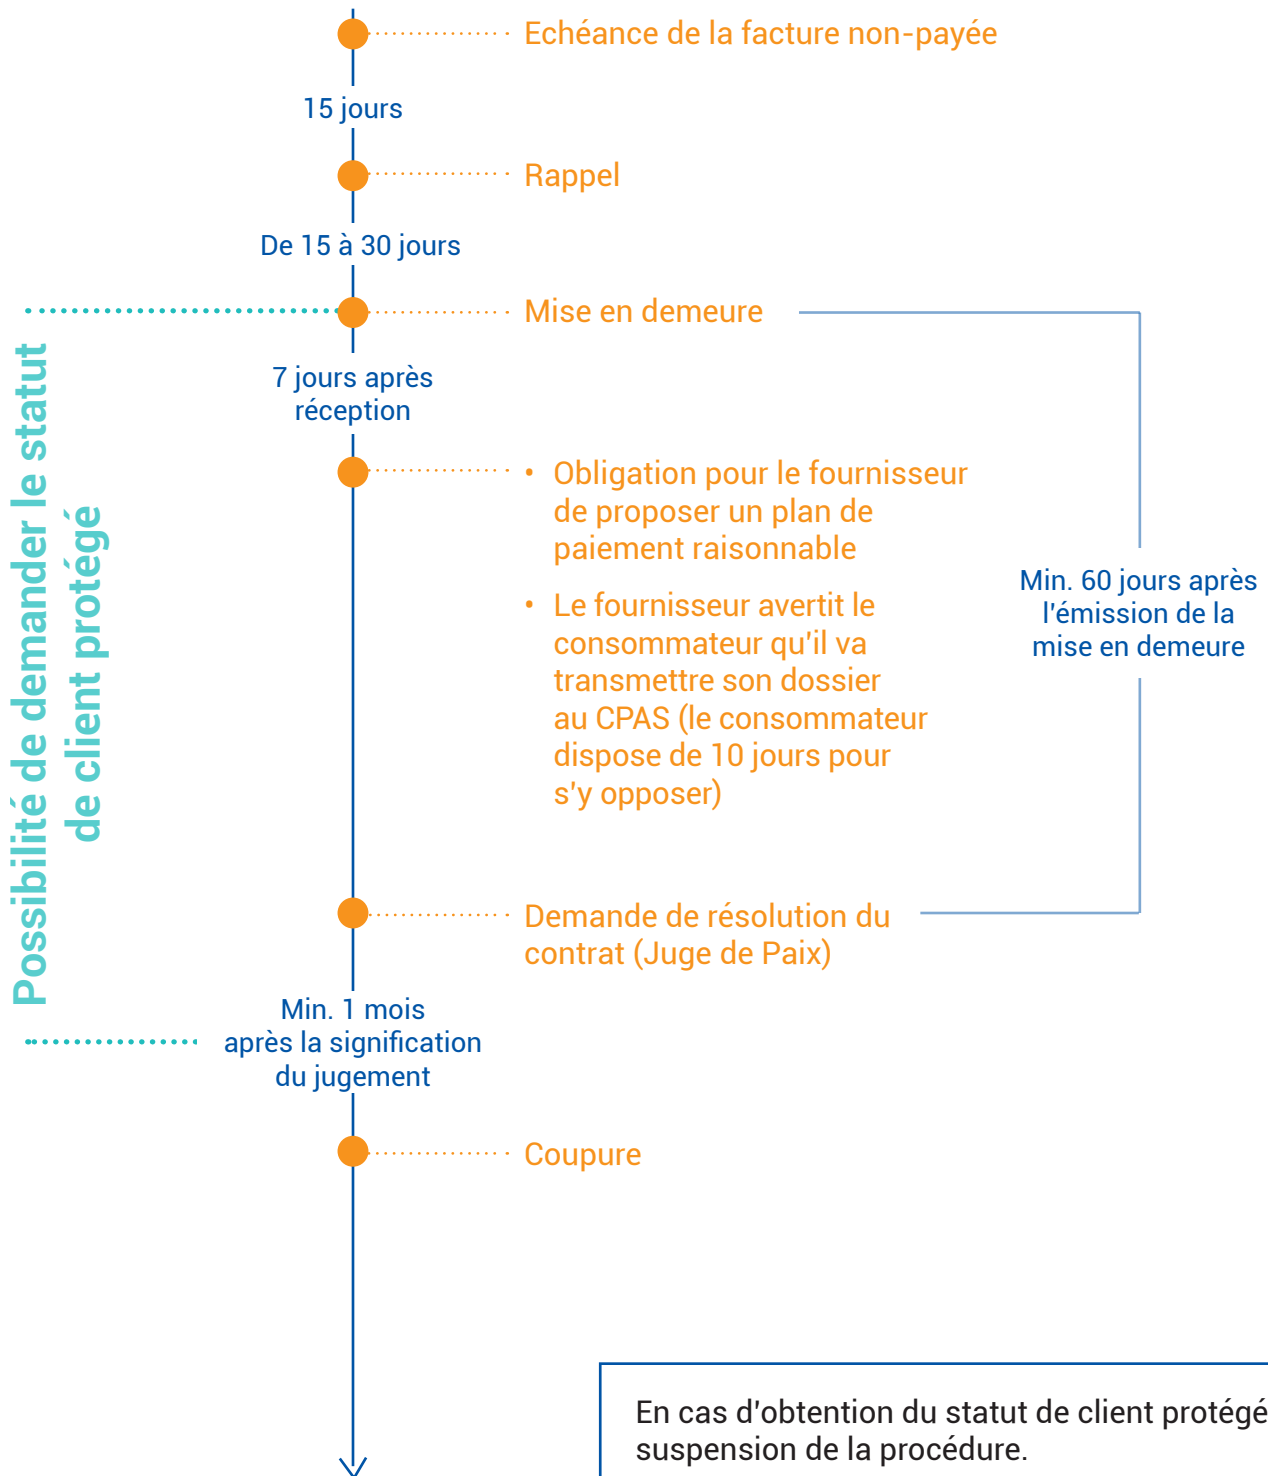 Echéance de la facture non-payée
15 jours
Rappel
De 15 à 30 jours
Mise en demeure
7 jours après
réception
• Obligation pour le fournisseur
de proposer un plan de
paiement raisonnable
• Le fournisseur avertit le
consommateur qu'il va
transmettre son dossier
au CPAS (le consommateur
dispose de 10 jours pour
s'y opposer)
Min. 60 jours après
l'émission de la
mise en demeure
Possibilité de demander le statut
de client protégé
Demande de résolution du
contrat (Juge de Paix)
Min. 1 mois
après la signification
du jugement
Coupure
En cas d'obtention du statut de client protégé
suspension de la procédure.